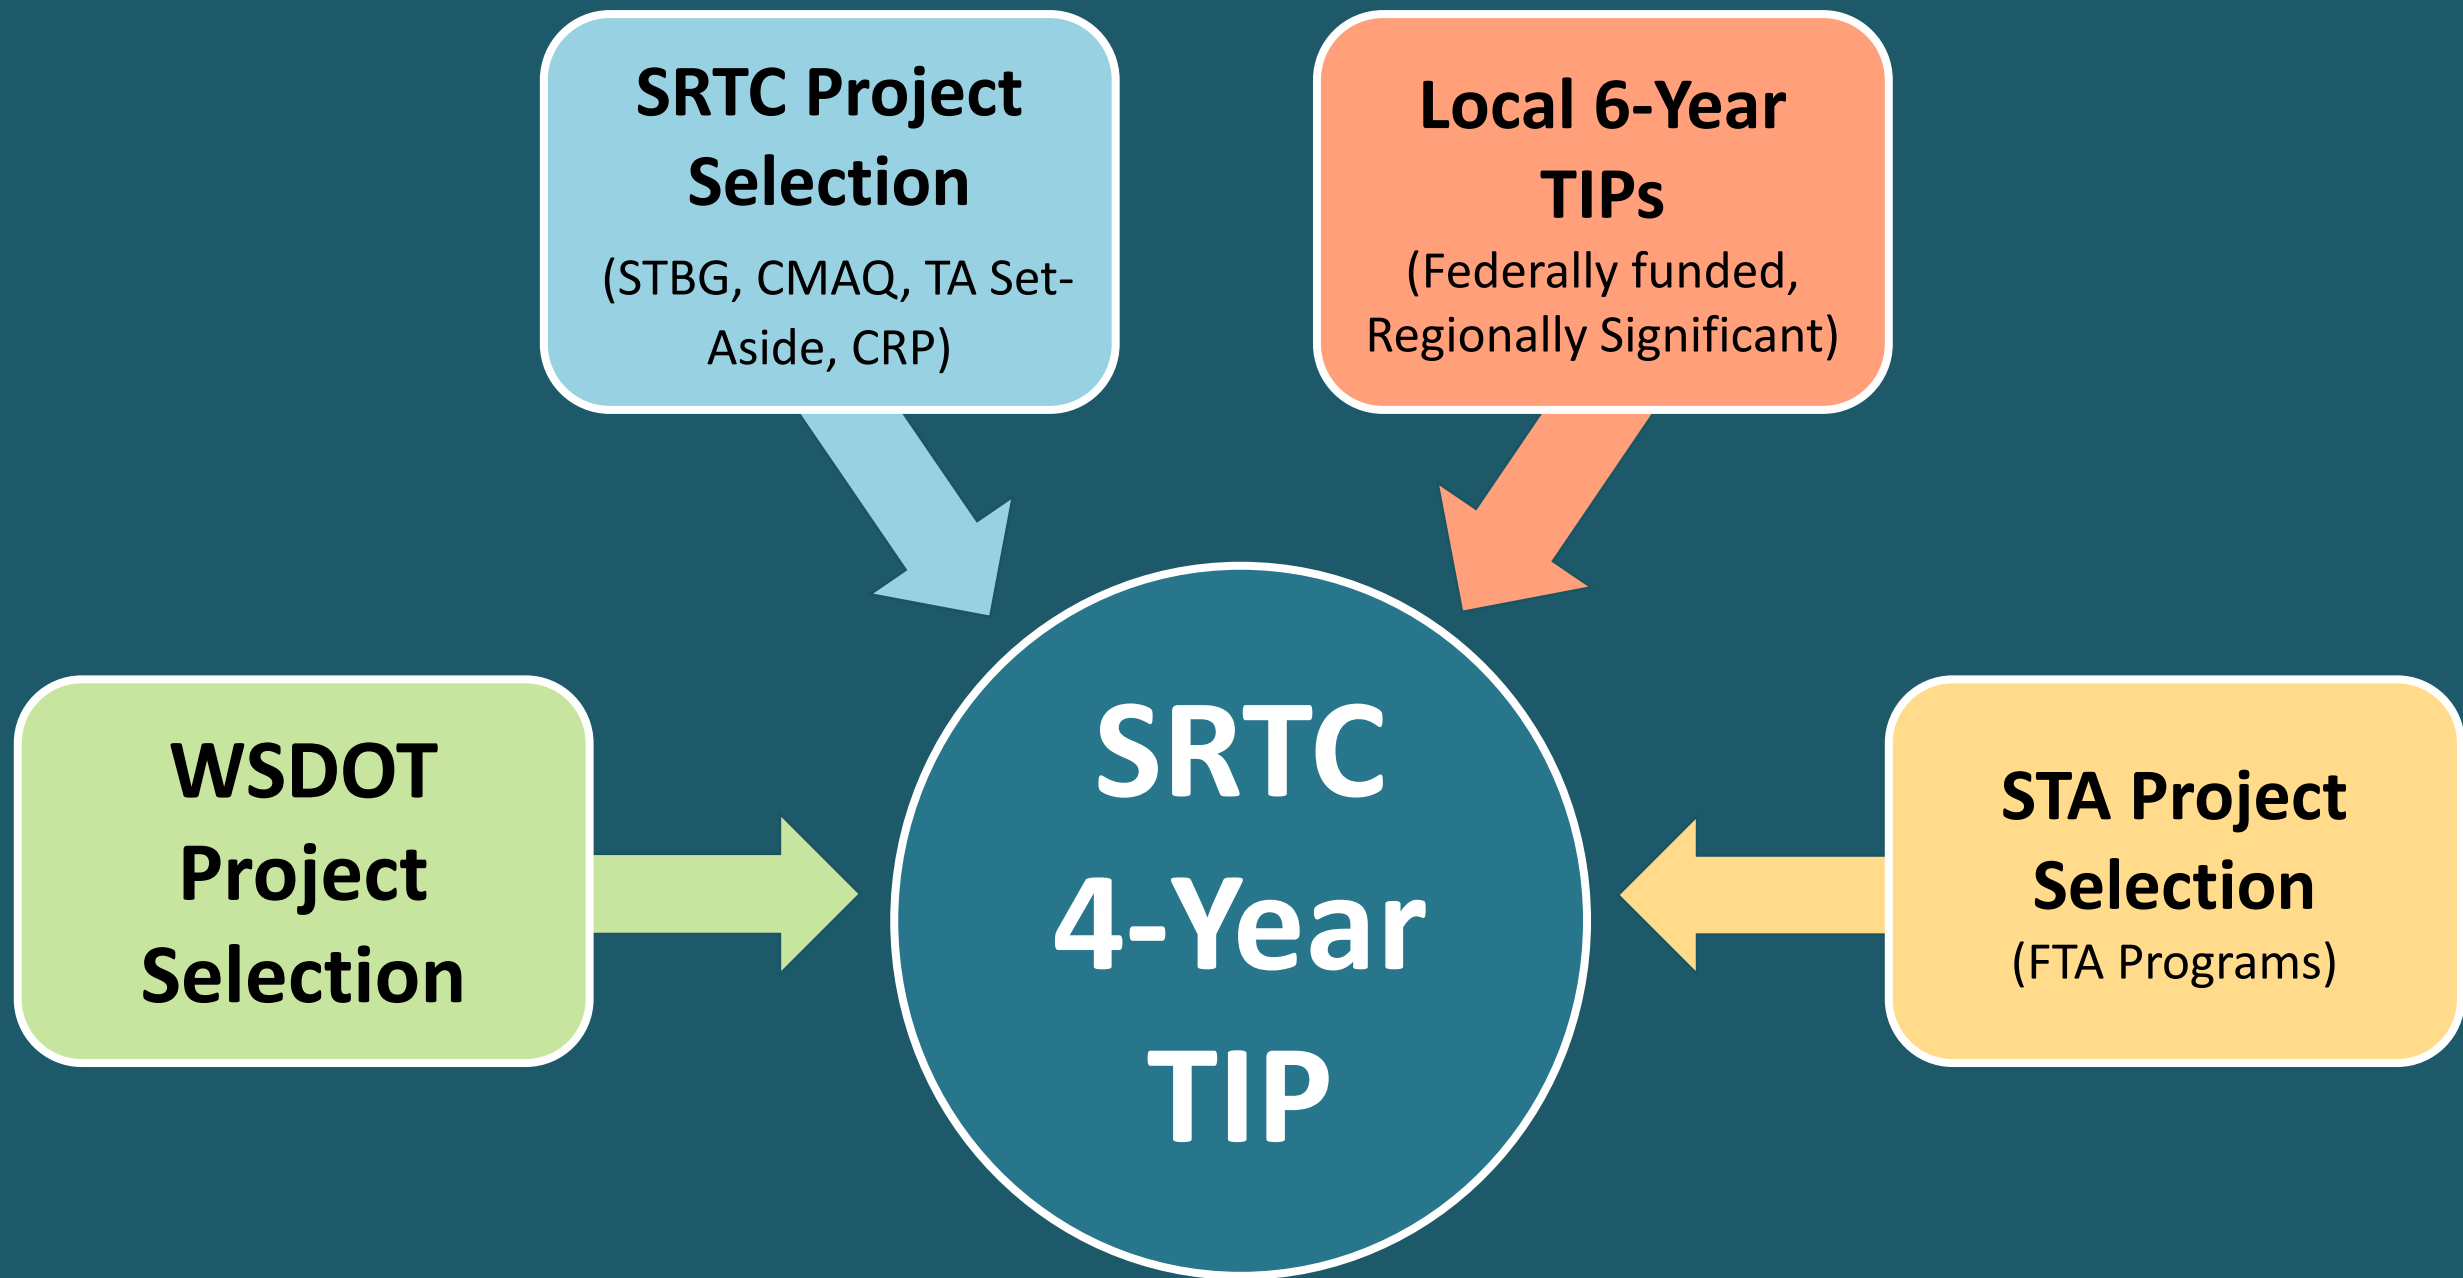 SRTC Project
Selection
(STBG, CMAQ, TA Set-
Aside, CRP)
Local 6-Year
TIPs
(Federally funded,
Regionally Significant)
WSDOT
Project
Selection
SRTC
4-Year
TIP
STA Project
Selection
(FTA Programs)